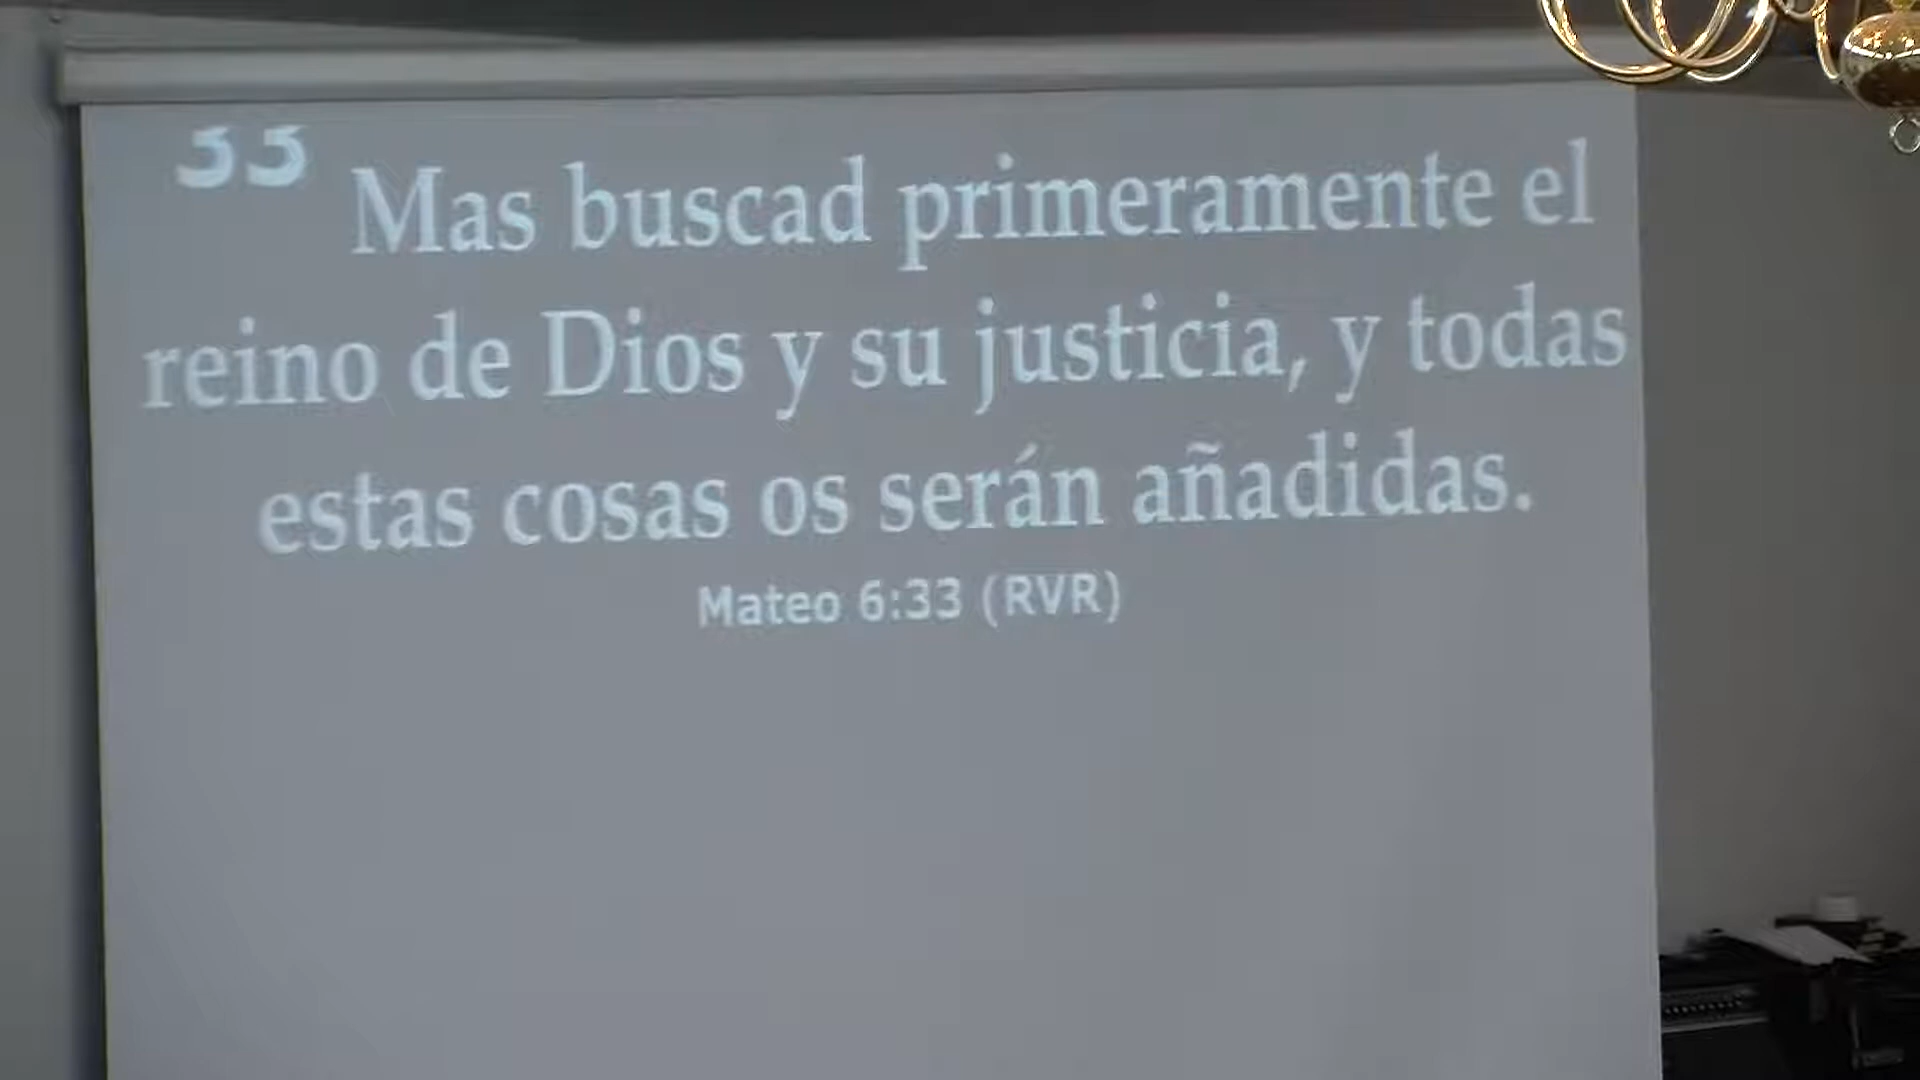 33 Mas buscad primeramente el
reino de Dios y su justicia, y todas
estas cosas os serán añadidas.
Mateo 6:33 (RVR)